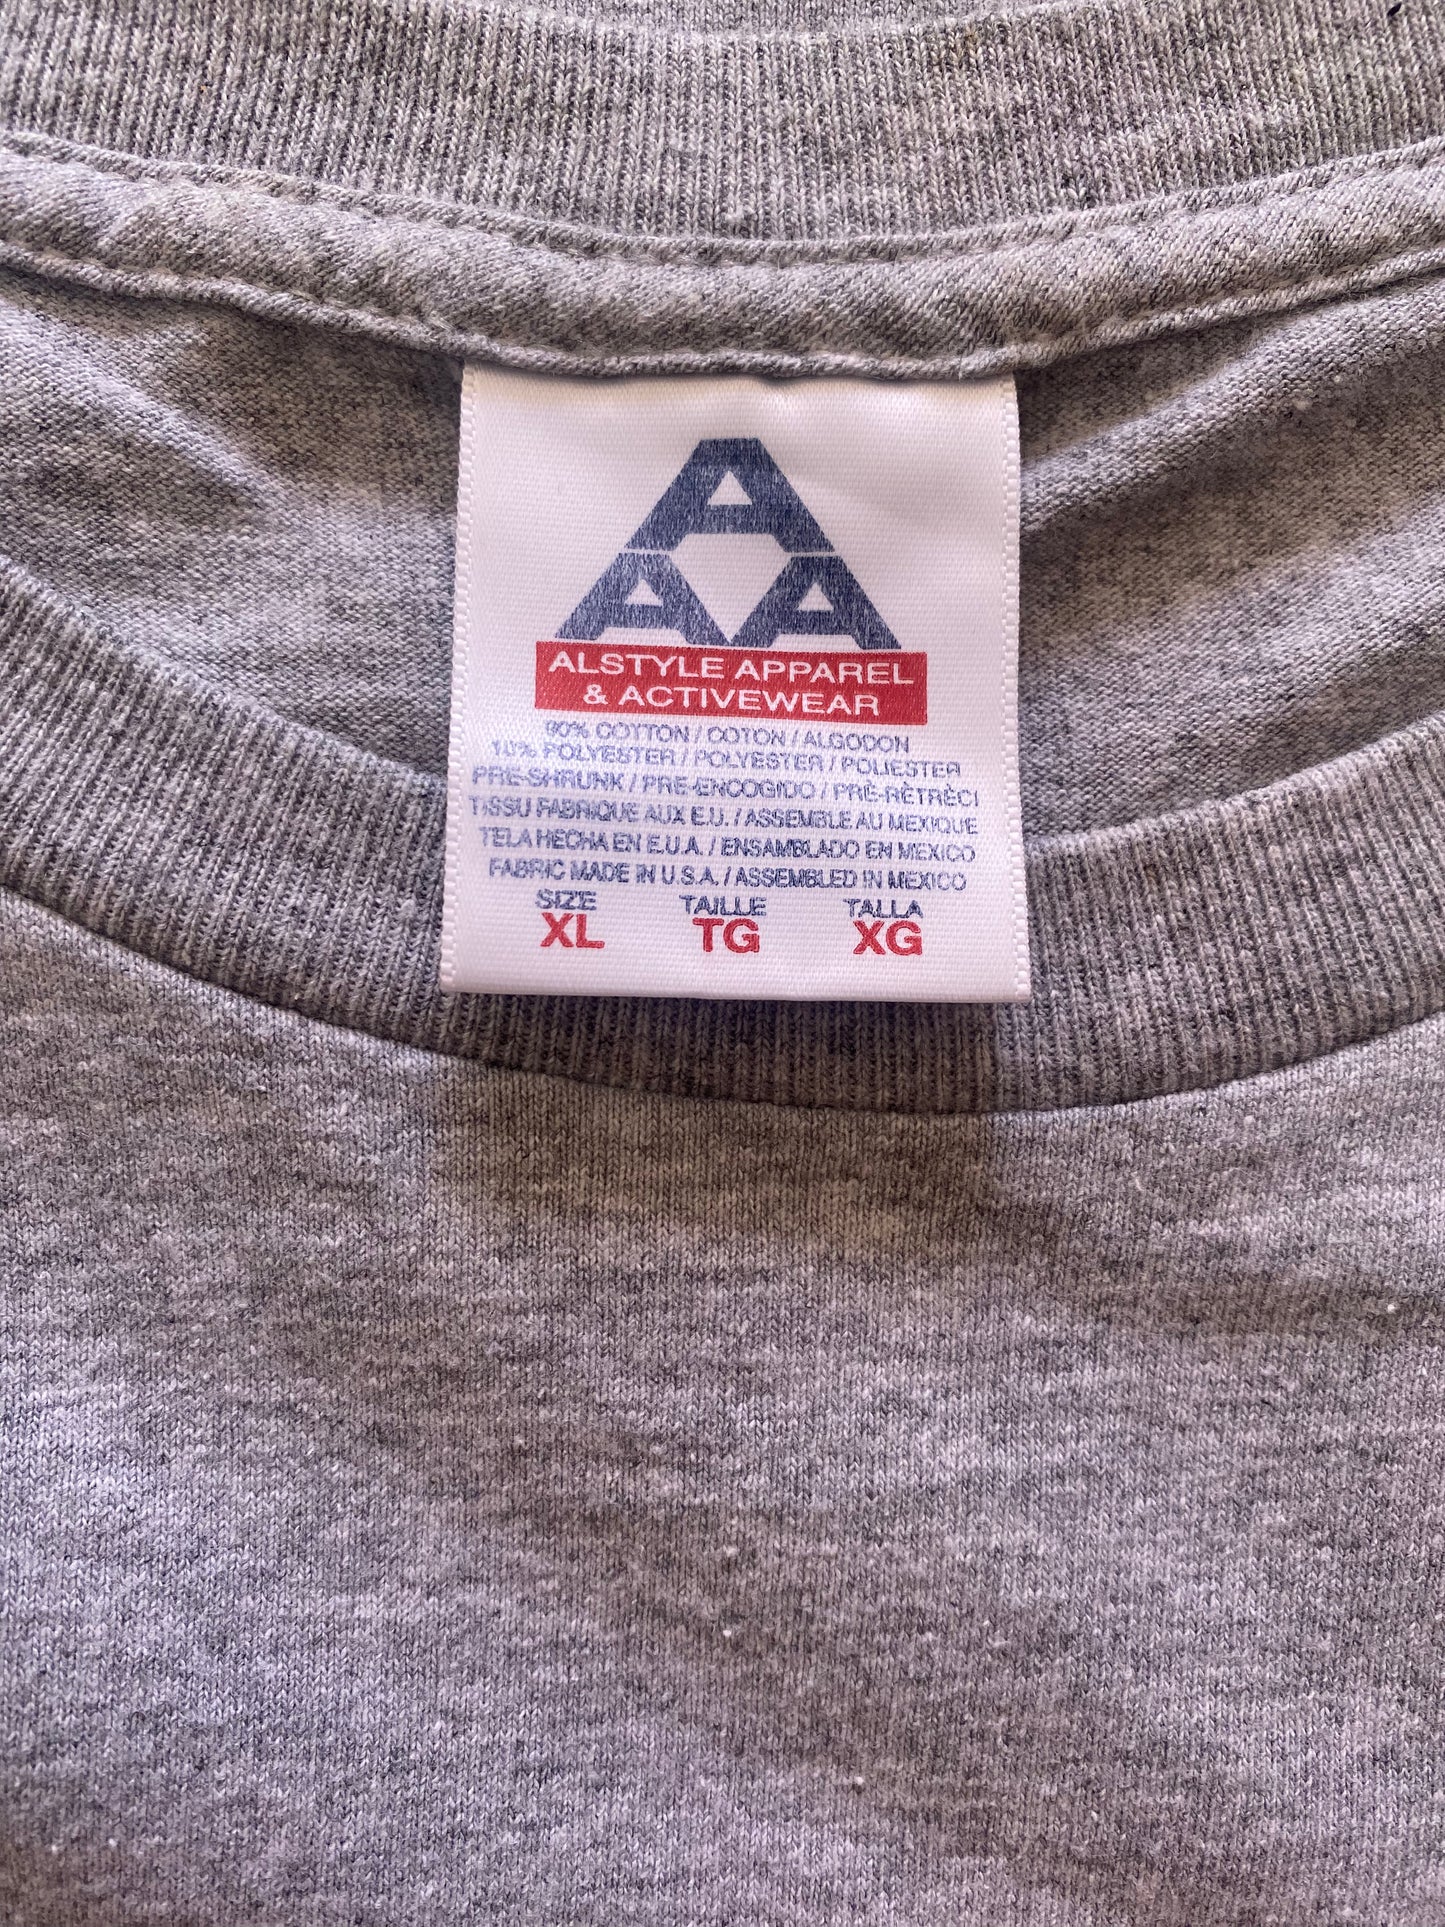 A
A A
ALSTYLE APPAREL
& ACTIVEWEAR
90% COTTON / COTON / ALGODON
10% POLYESTER / POLYESTER / POLIESTER
PRE-SHRUNK / PRE-ENCOGIDO / PRÉ-RÈTRÈCI
TISSU FABRIQUE AUX E.U. / ASSEMBLE AU MEXIQUE
TELA HECHA EN E.U.A. / ENSAMBLADO EN MEXICO
FABRIC MADE IN U.S.A. / ASSEMBLED IN MEXICO
SIZE TAILLE TALLA
XL TG XG